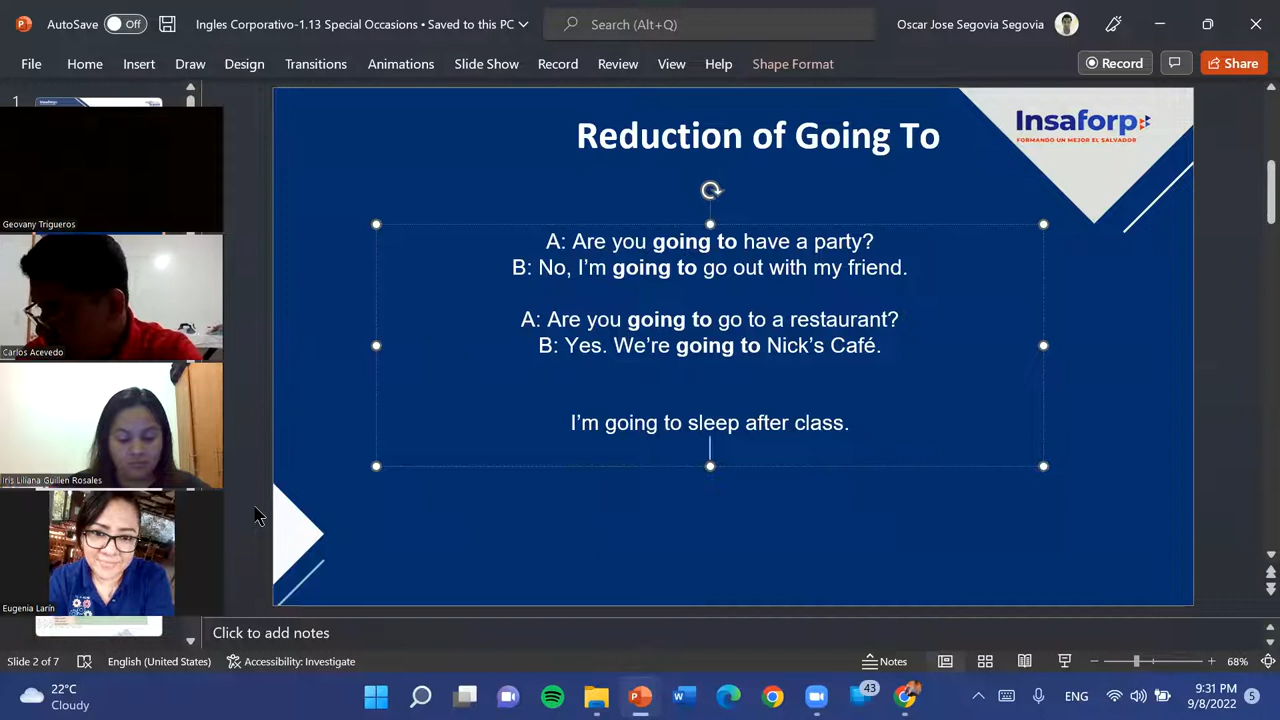 AutoSave Off Ingles Corporativo-1.13 Special Occasions • Saved to this PC Search (Alt+Q) Oscar Jose Segovia Segovia
File Home Insert Draw Design Transitions Animations Slide Show Record Review View Help Shape Format Record Share
1
Geovany Trigueros
Carlos Acevedo
Iris Liliana Guillen Rosales
Eugenia Larín
Reduction of Going To
Insaforp
FORMANDO UN MEJOR EL SALVADOR
A: Are you going to have a party?
B: No, I'm going to go out with my friend.
A: Are you going to go to a restaurant?
B: Yes. We're going to Nick's Café.
I'm going to sleep after class.
Click to add notes
Slide 2 of 7 English (United States) Accessibility: Investigate Notes 68%
22°C
Cloudy
43
ENG
9:31 PM
9/8/2022
5